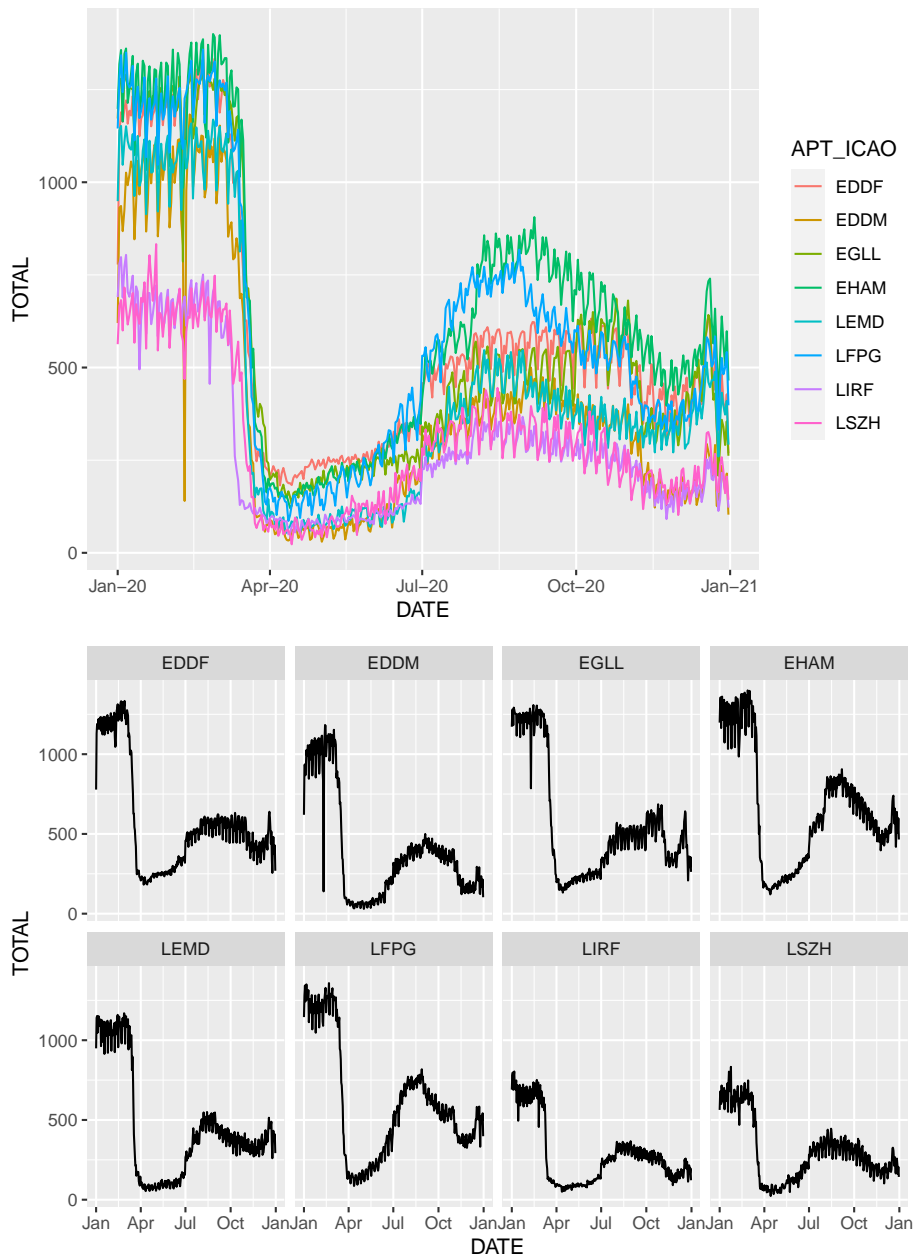 1000
500
0
TOTAL
Jan−20 Apr−20 Jul−20 Oct−20 Jan−21
DATE
APT_ICAO
EDDF
EDDM
EGLL
EHAM
LEMD
LFPG
LIRF
LSZH
EDDF EDDM EGLL EHAM
1000
500
0
LEMD LFPG LIRF LSZH
1000
500
0
TOTAL
Jan Apr Jul Oct Jan Jan Apr Jul Oct Jan Jan Apr Jul Oct Jan Jan Apr Jul Oct Jan
DATE